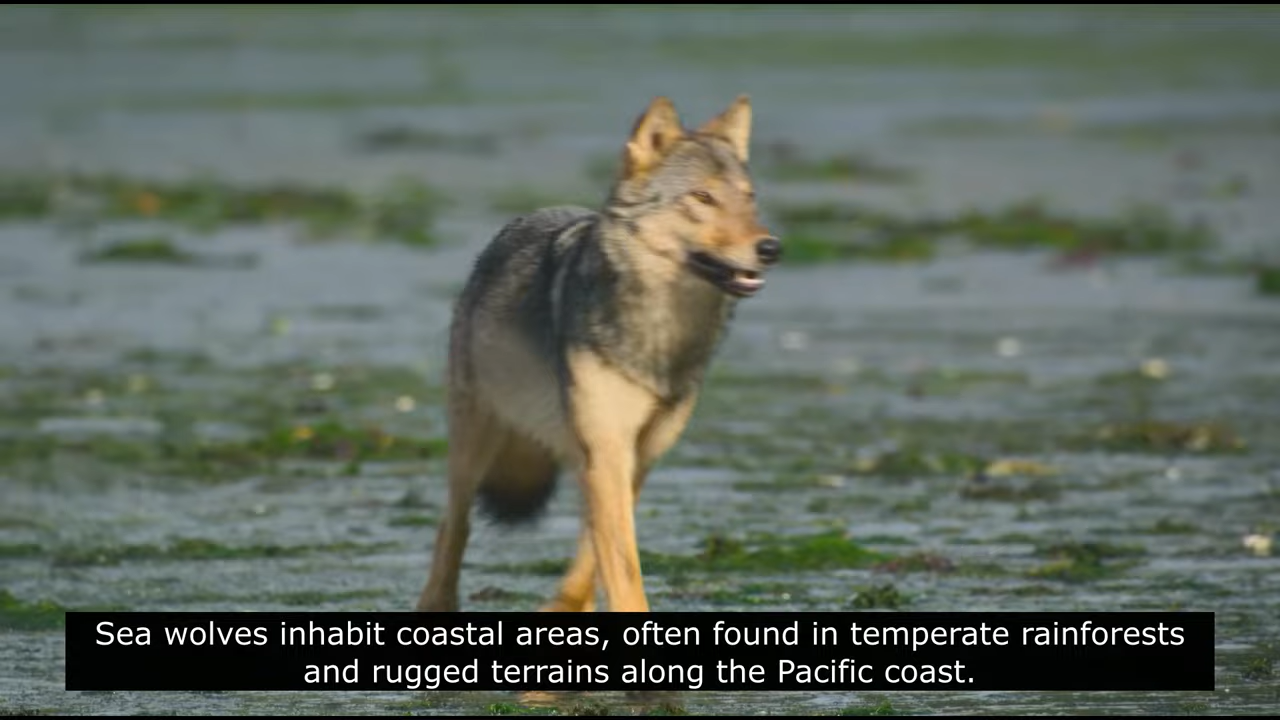 Sea wolves inhabit coastal areas, often found in temperate rainforests
and rugged terrains along the Pacific coast.